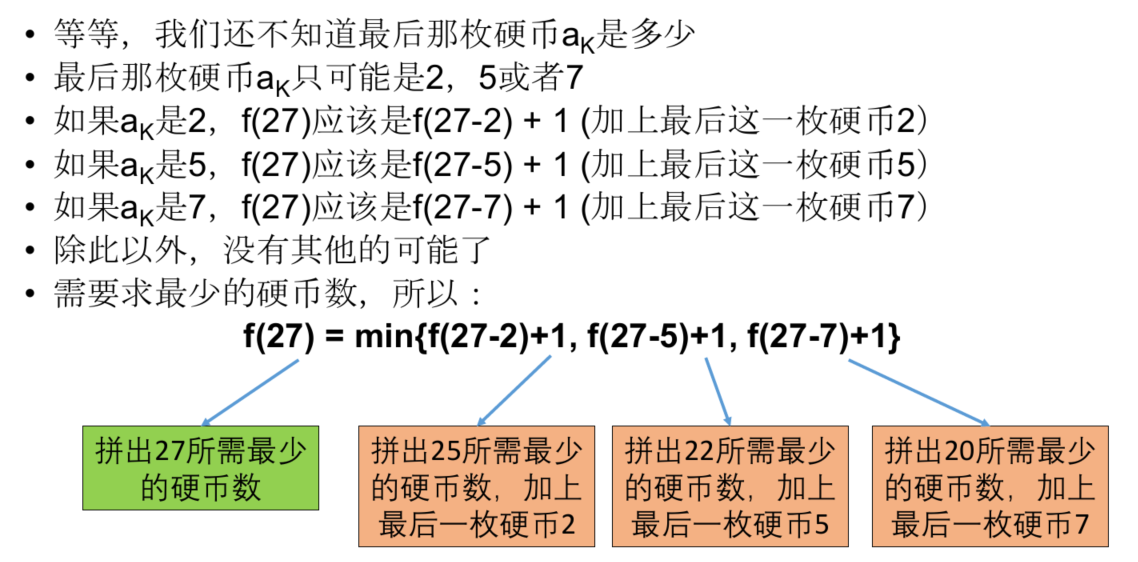 • 等等，我们还不知道最后那枚硬币aK是多少
• 最后那枚硬币aK只可能是2，5或者7
• 如果aK是2，f(27)应该是f(27-2) + 1 (加上最后这一枚硬币2）
• 如果aK是5，f(27)应该是f(27-5) + 1 (加上最后这一枚硬币5）
• 如果aK是7，f(27)应该是f(27-7) + 1 (加上最后这一枚硬币7）
• 除此以外，没有其他的可能了
• 需要求最少的硬币数，所以：
f(27) = min{f(27-2)+1, f(27-5)+1, f(27-7)+1}
拼出27所需最少
的硬币数
拼出25所需最少
的硬币数，加上
最后一枚硬币2
拼出22所需最少
的硬币数，加上
最后一枚硬币5
拼出20所需最少
的硬币数，加上
最后一枚硬币7